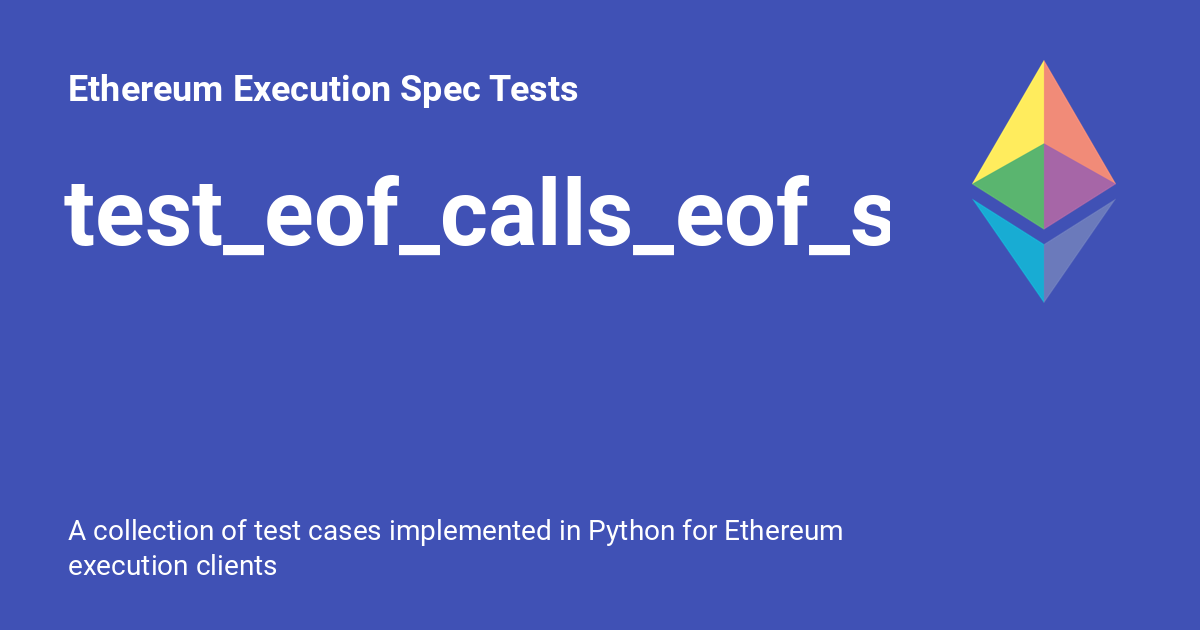 Ethereum Execution Spec Tests
test_eof_calls_eof_s
A collection of test cases implemented in Python for Ethereum
execution clients